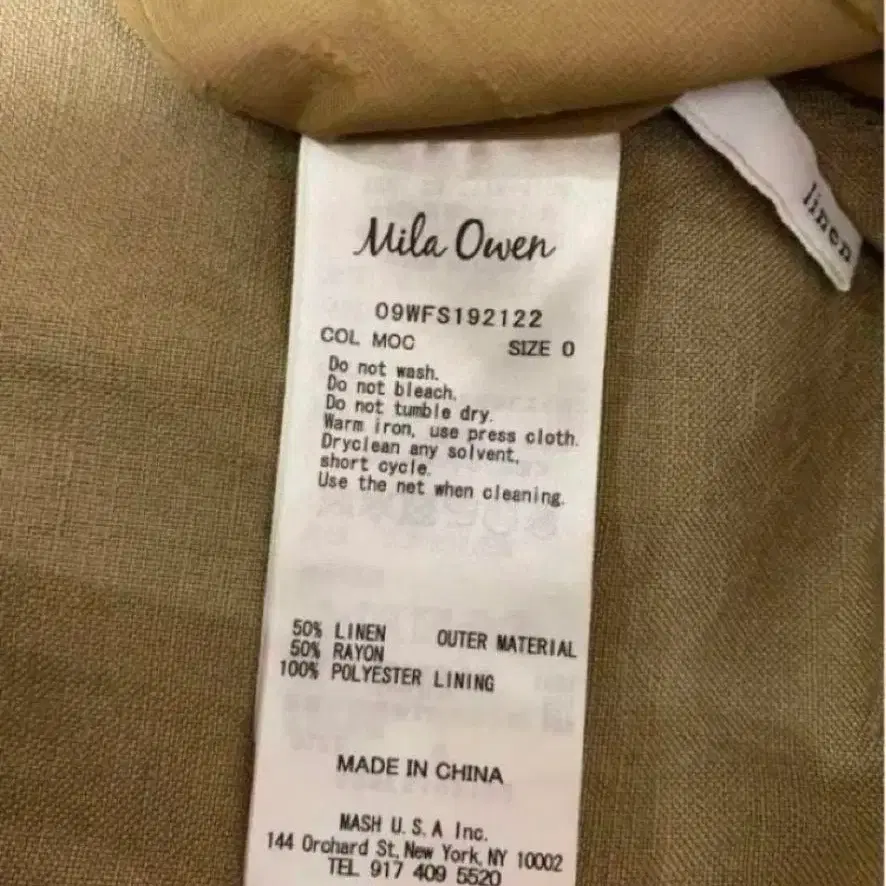 Mila Owen
linen
09WFS192122
COL MOC SIZE 0
Do not wash.
Do not bleach.
Do not tumble dry.
Warm iron, use press cloth.
Dryclean any solvent,
short cycle.
Use the net when cleaning.
50% LINEN OUTER MATERIAL
50% RAYON
100% POLYESTER LINING
MADE IN CHINA
MASH U.S.A Inc.
144 Orchard St, New York, NY 10002
TEL 917 409 5520